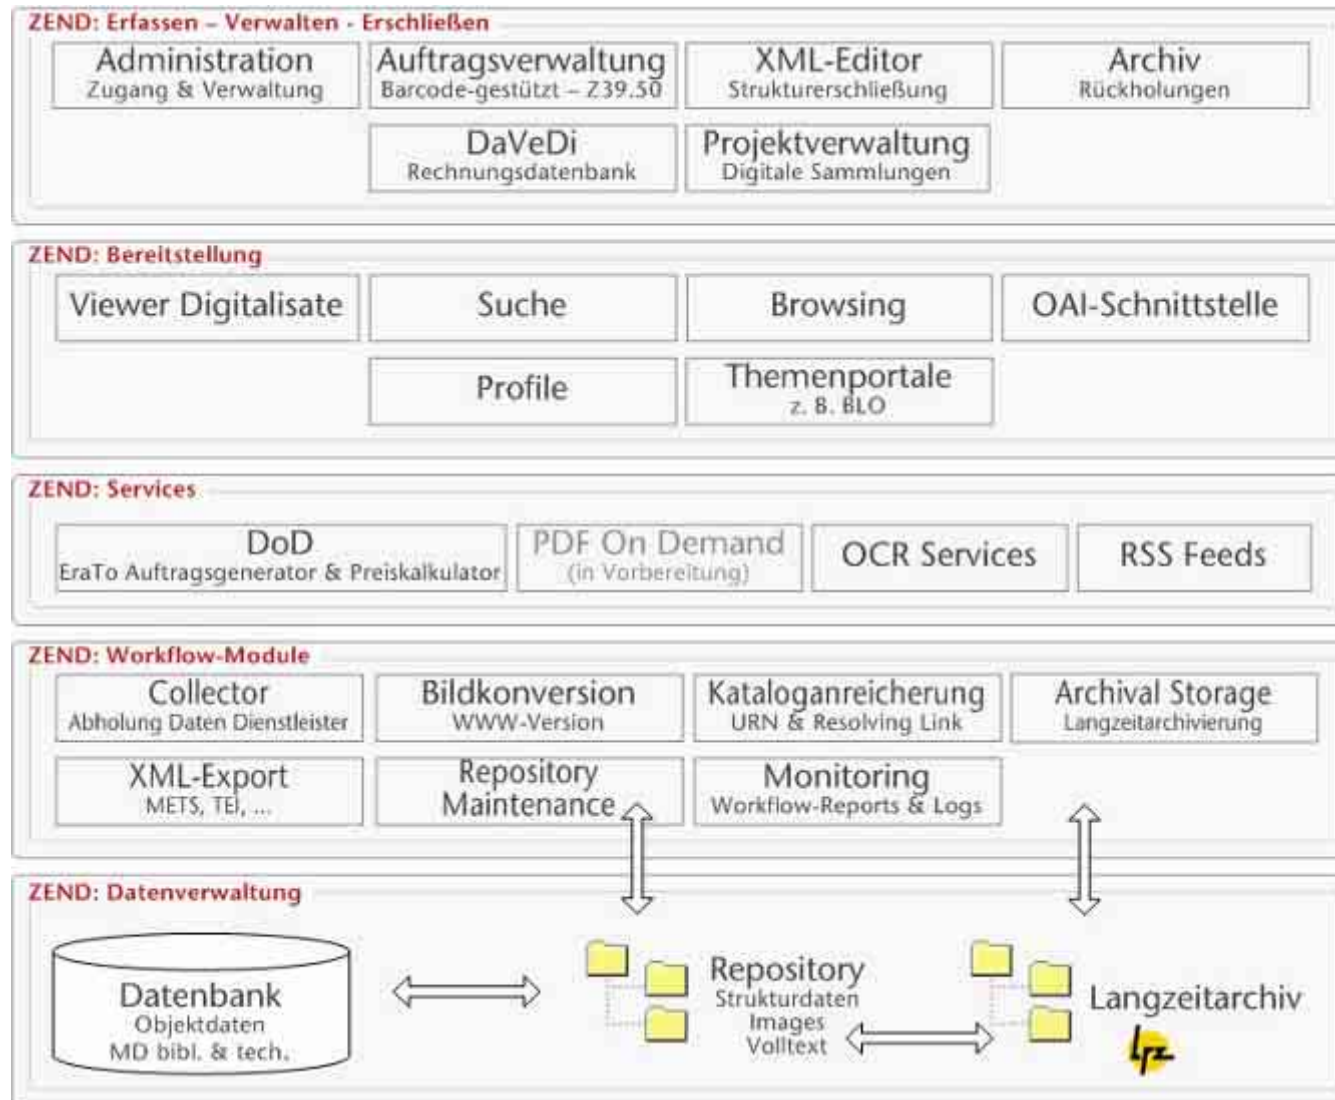 ZEND: Erfassen – Verwalten - Erschließen
Administration
Zugang & Verwaltung
Auftragsverwaltung
Barcode-gestützt – Z39.50
XML-Editor
Strukturerschließung
Archiv
Rückholungen
DaVeDi
Rechnungsdatenbank
Projektverwaltung
Digitale Sammlungen
ZEND: Bereitstellung
Viewer Digitalisate
Suche
Browsing
OAI-Schnittstelle
Profile
Themenportale
z. B. BLO
ZEND: Services
DoD
EraTo Auftragsgenerator & Preiskalkulator
PDF On Demand
(in Vorbereitung)
OCR Services
RSS Feeds
ZEND: Workflow-Module
Collector
Abholung Daten Dienstleister
Bildkonversion
WWW-Version
Kataloganreicherung
URN & Resolving Link
Archival Storage
Langzeitarchivierung
XML-Export
METS, TEI, ...
Repository
Maintenance
Monitoring
Workflow-Reports & Logs
ZEND: Datenverwaltung
Datenbank
Objektdaten
MD bibl. & tech.
Repository
Strukturdaten
Images
Volltext
Langzeitarchiv
lrz